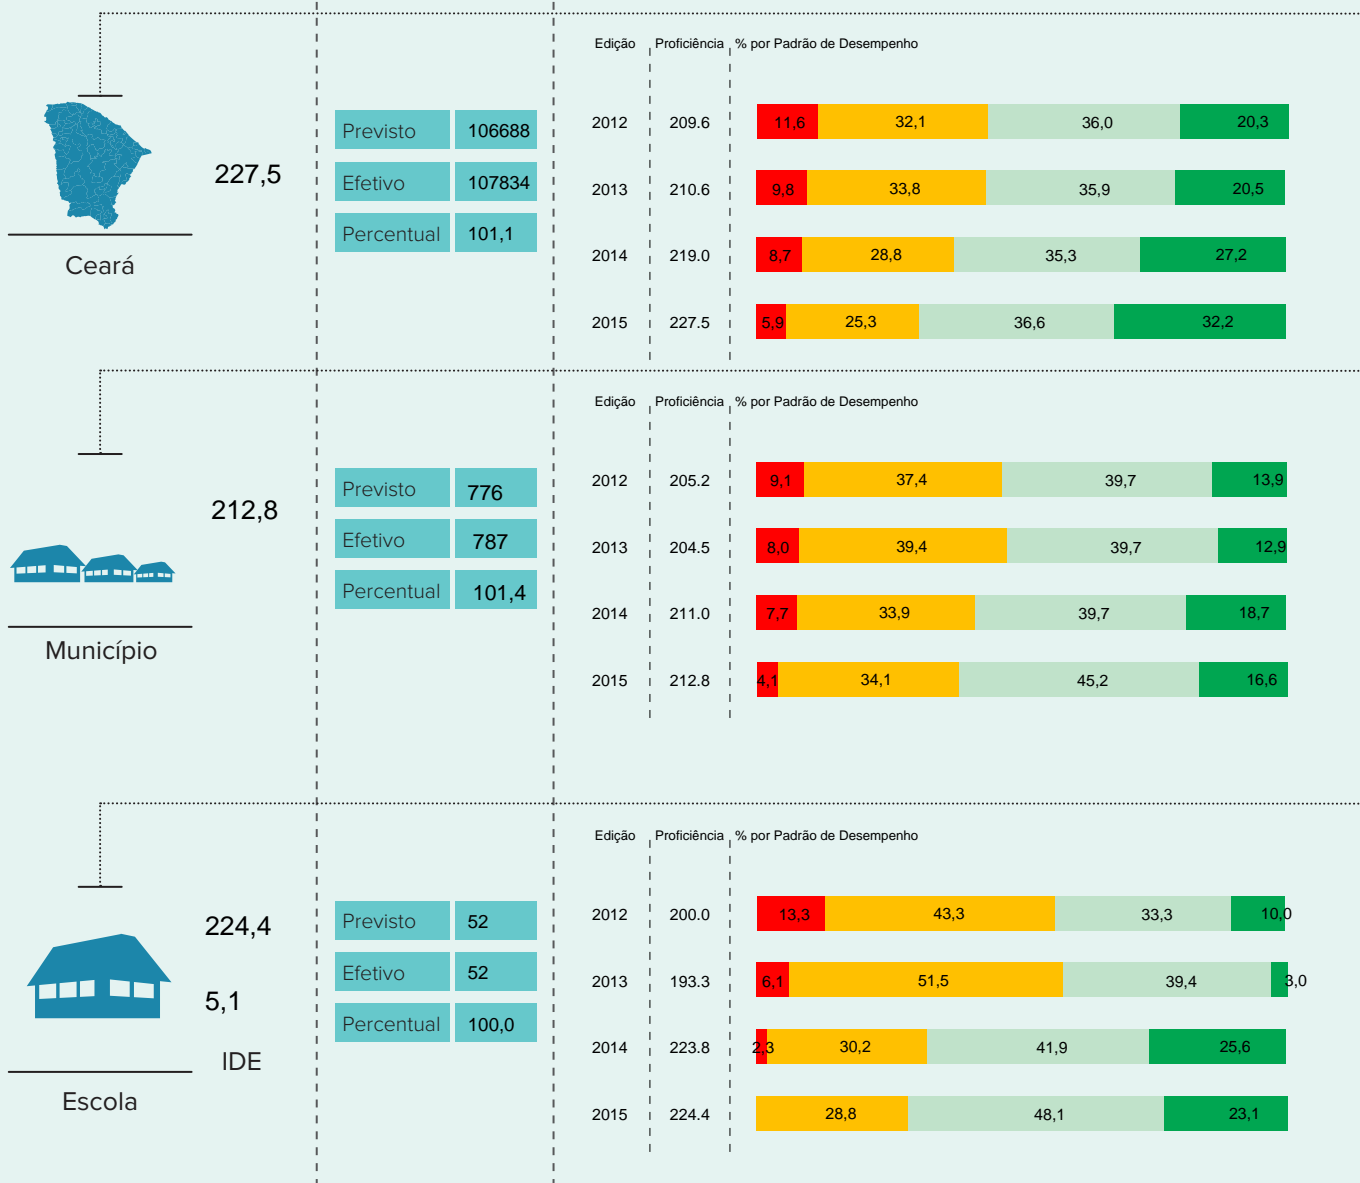 Edição Proficiência % por Padrão de Desempenho
Ceará
227,5
Previsto 106688
Efetivo 107834
Percentual 101,1
2012 209.6 11,6 32,1 36,0 20,3
2013 210.6 9,8 33,8 35,9 20,5
2014 219.0 8,7 28,8 35,3 27,2
2015 227.5 5,9 25,3 36,6 32,2
Edição Proficiência % por Padrão de Desempenho
Município
212,8
Previsto 776
Efetivo 787
Percentual 101,4
2012 205.2 9,1 37,4 39,7 13,9
2013 204.5 8,0 39,4 39,7 12,9
2014 211.0 7,7 33,9 39,7 18,7
2015 212.8 4,1 34,1 45,2 16,6
Edição Proficiência % por Padrão de Desempenho
224,4
5,1
IDE
Escola
Previsto 52
Efetivo 52
Percentual 100,0
2012 200.0 13,3 43,3 33,3 10,0
2013 193.3 6,1 51,5 39,4 3,0
2014 223.8 2,3 30,2 41,9 25,6
2015 224.4 28,8 48,1 23,1